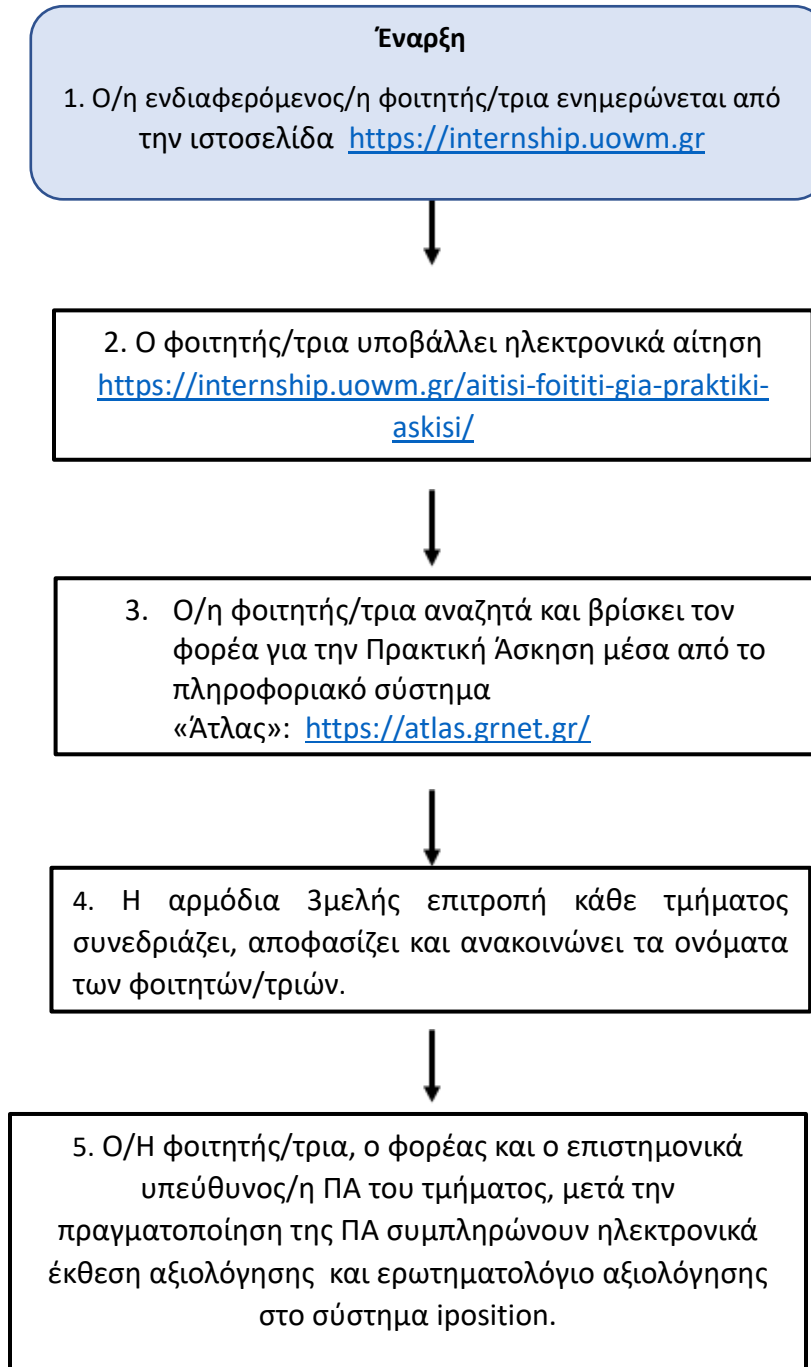 Έναρξη
1. Ο/η ενδιαφερόμενος/η φοιτητής/τρια ενημερώνεται από
την ιστοσελίδα https://internship.uowm.gr
2. Ο φοιτητής/τρια υποβάλλει ηλεκτρονικά αίτηση
https://internship.uowm.gr/aitisi-foititi-gia-praktiki-
askisi/
3. Ο/η φοιτητής/τρια αναζητά και βρίσκει τον
φορέα για την Πρακτική Άσκηση μέσα από το
πληροφοριακό σύστημα
«Άτλας»: https://atlas.grnet.gr/
4. Η αρμόδια 3μελής επιτροπή κάθε τμήματος
συνεδριάζει, αποφασίζει και ανακοινώνει τα ονόματα
των φοιτητών/τριών.
5. Ο/Η φοιτητής/τρια, ο φορέας και ο επιστημονικά
υπεύθυνος/η ΠΑ του τμήματος, μετά την
πραγματοποίηση της ΠΑ συμπληρώνουν ηλεκτρονικά
έκθεση αξιολόγησης και ερωτηματολόγιο αξιολόγησης
στο σύστημα iposition.